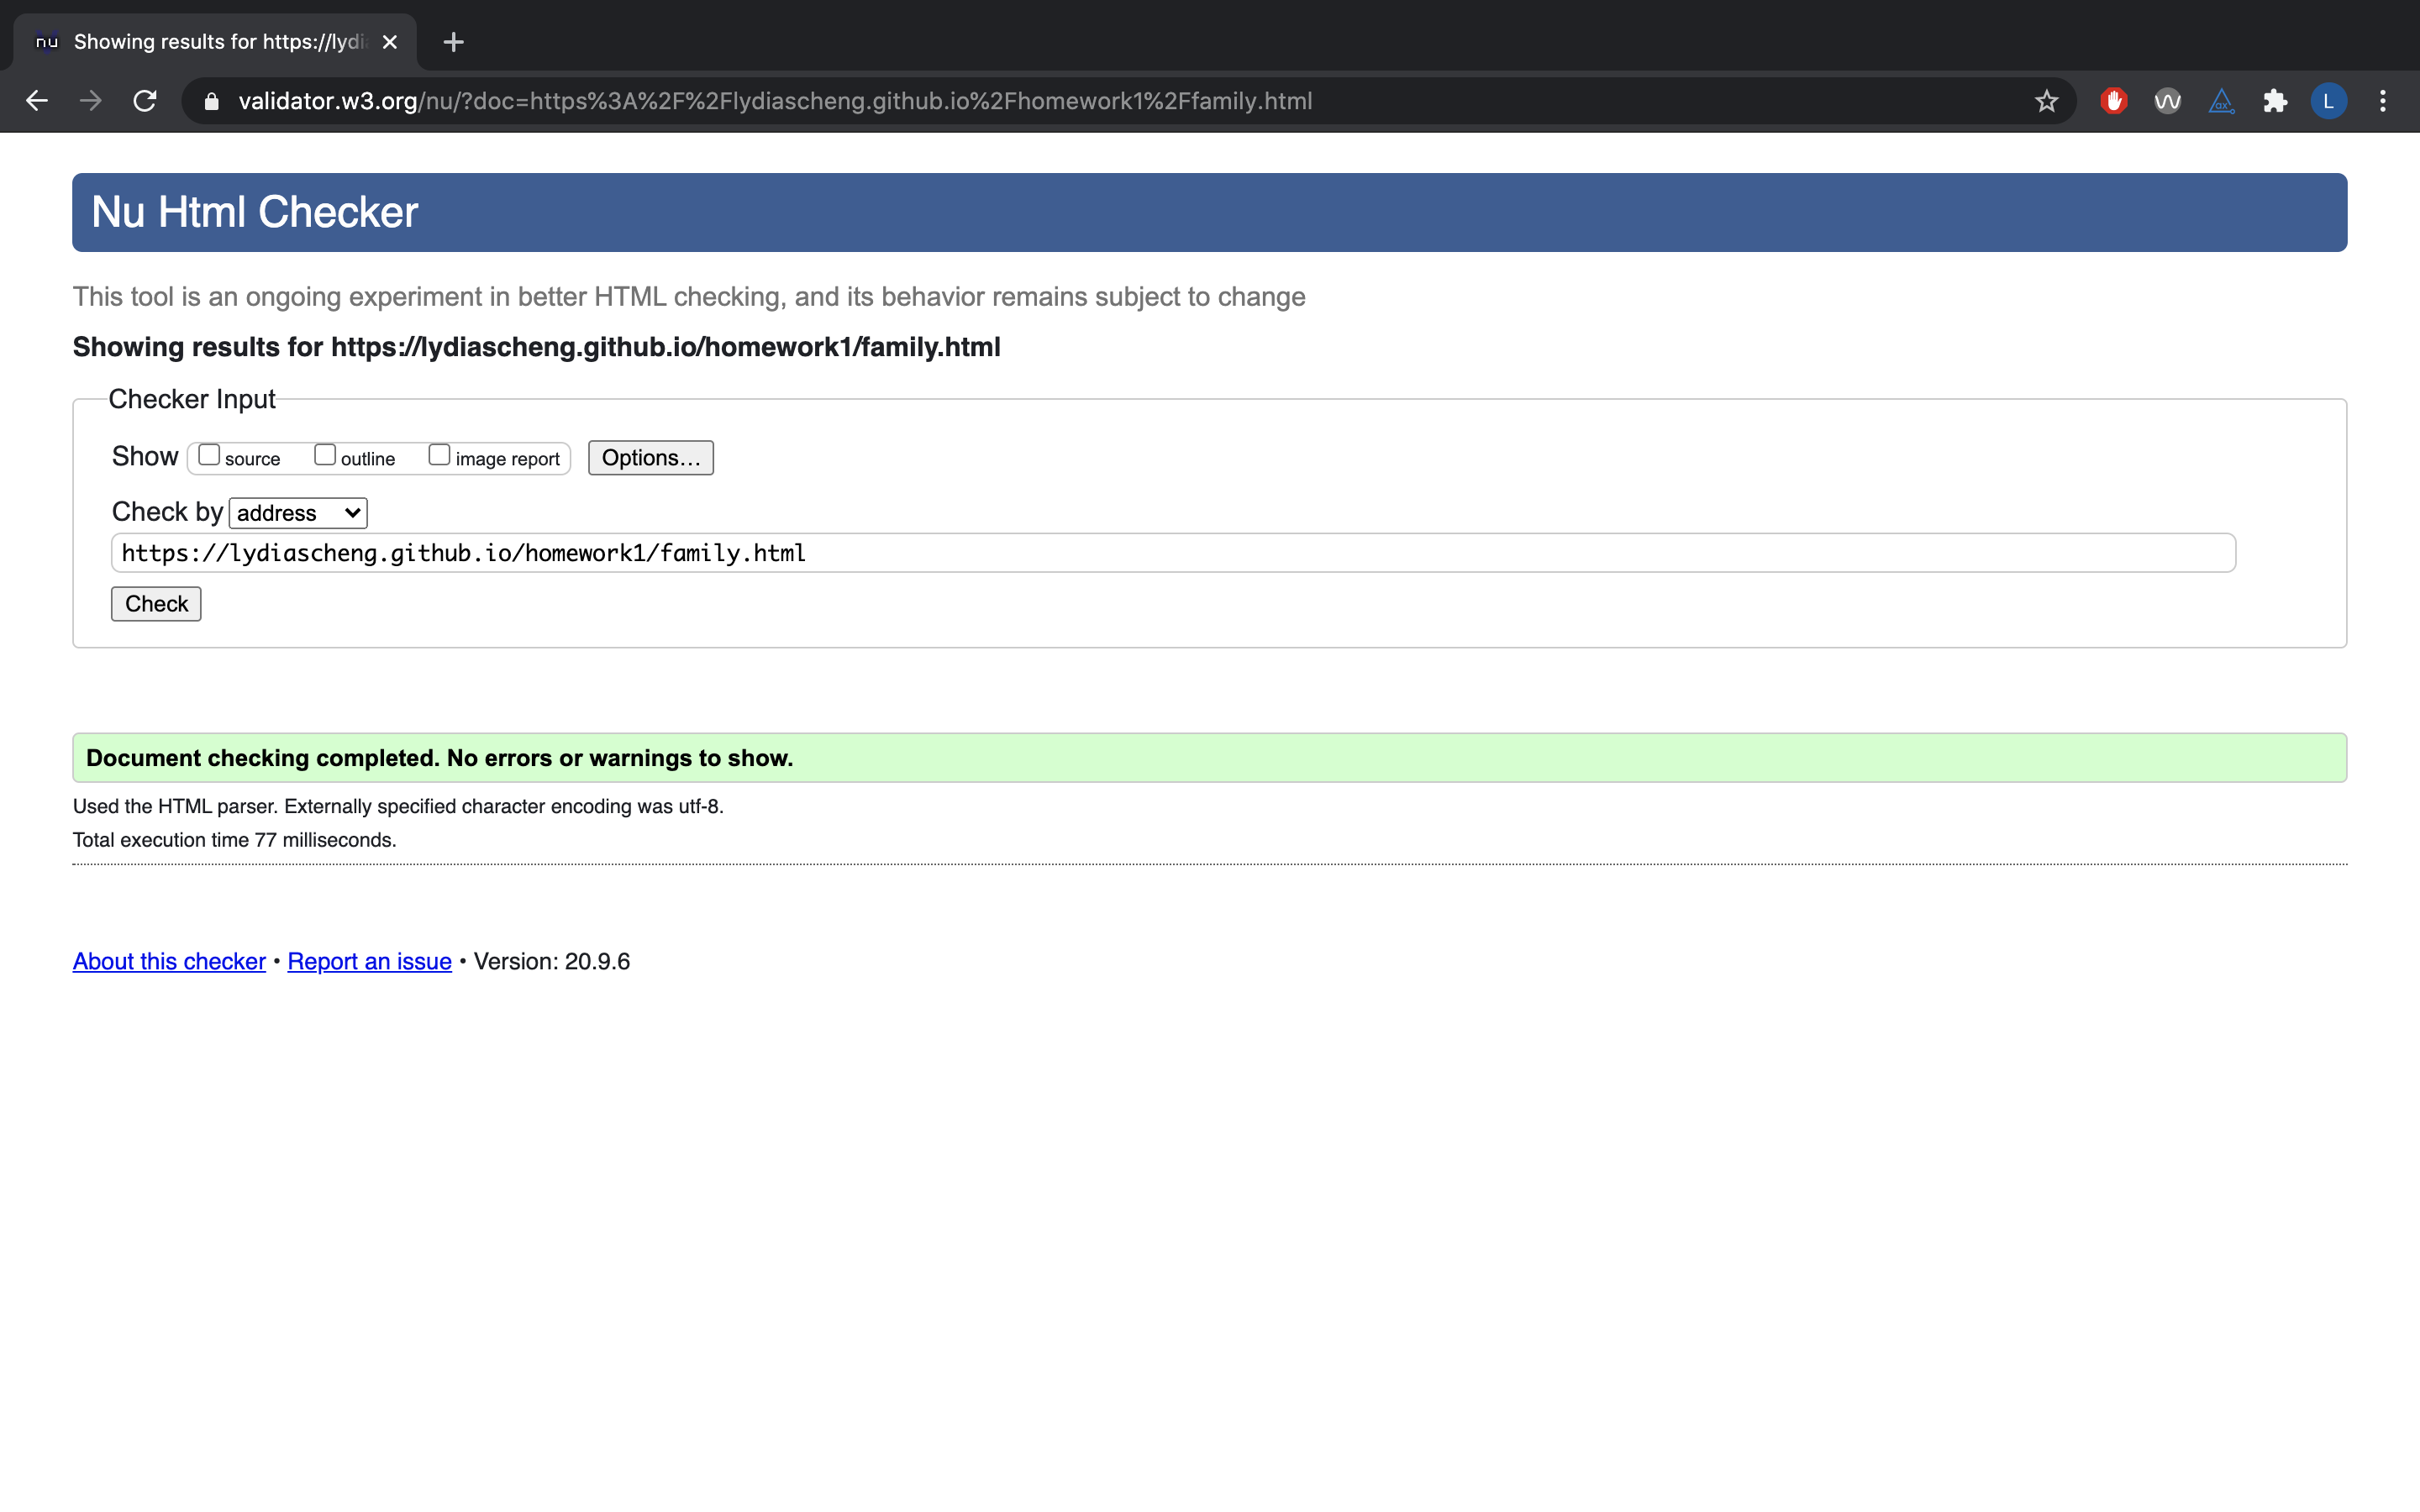 nu Showing results for https://lydi
validator.w3.org/nu/?doc=https%3A%2F%2Flydiascheng.github.io%2Fhomework1%2Ffamily.html
L
Nu Html Checker
This tool is an ongoing experiment in better HTML checking, and its behavior remains subject to change
Showing results for https://lydiascheng.github.io/homework1/family.html
Checker Input
Show source outline image report Options...
Check by address
https://lydiascheng.github.io/homework1/family.html
Check
Document checking completed. No errors or warnings to show.
Used the HTML parser. Externally specified character encoding was utf-8.
Total execution time 77 milliseconds.
About this checker • Report an issue • Version: 20.9.6